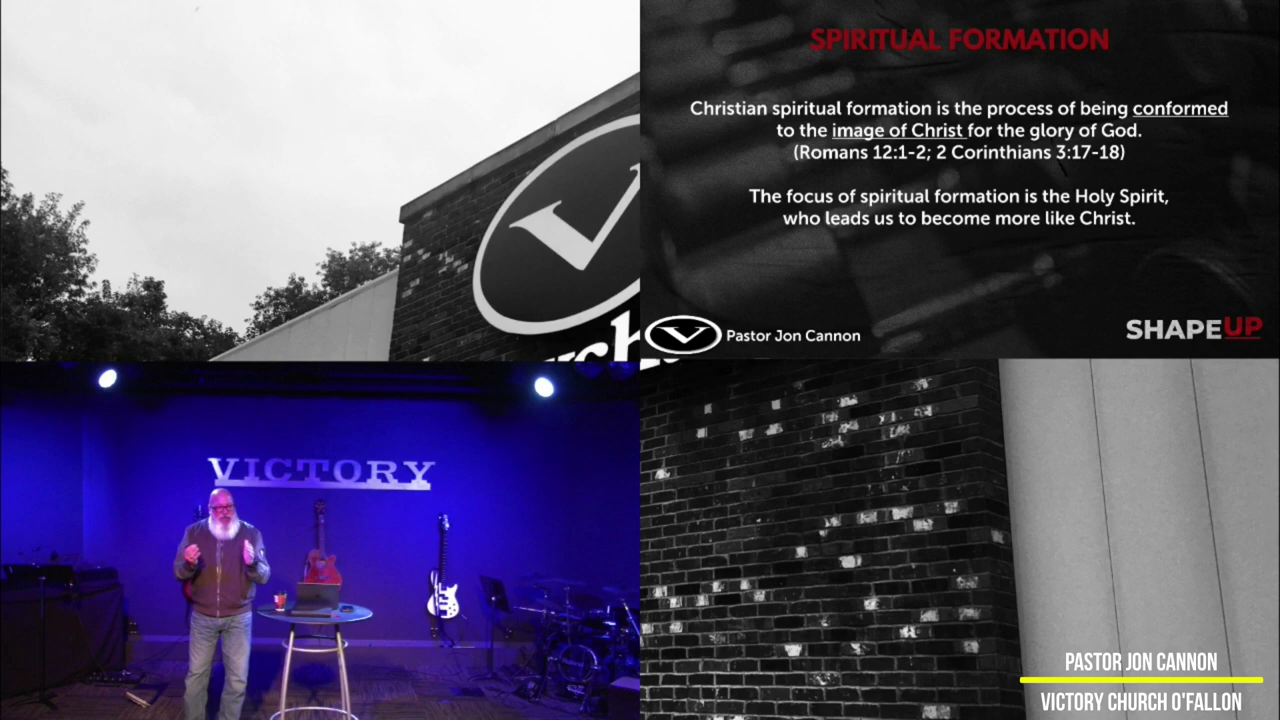 V
SPIRITUAL FORMATION
Christian spiritual formation is the process of being conformed
to the image of Christ for the glory of God.
(Romans 12:1-2; 2 Corinthians 3:17-18)
The focus of spiritual formation is the Holy Spirit,
who leads us to become more like Christ.
V Pastor Jon Cannon
SHAPEUP
VICTORY
PASTOR JON CANNON
VICTORY CHURCH O'FALLON